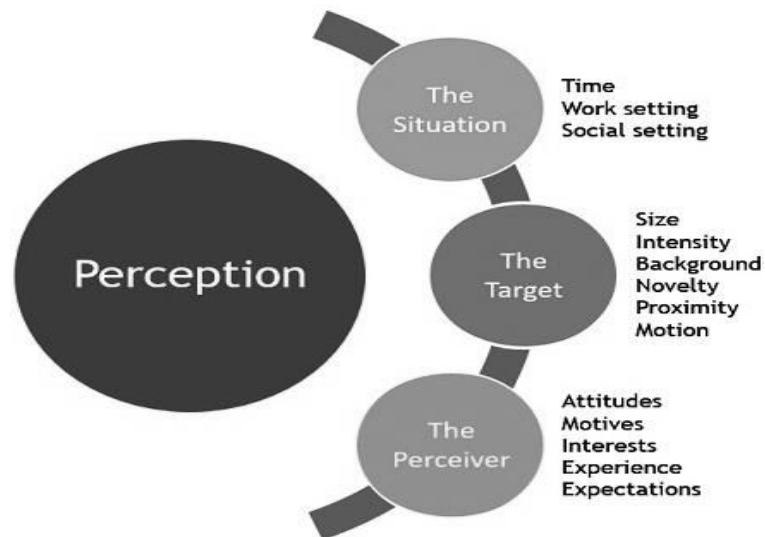 Perception
The
Situation
Time
Work setting
Social setting
The
Target
Size
Intensity
Background
Novelty
Proximity
Motion
The
Perceiver
Attitudes
Motives
Interests
Experience
Expectations